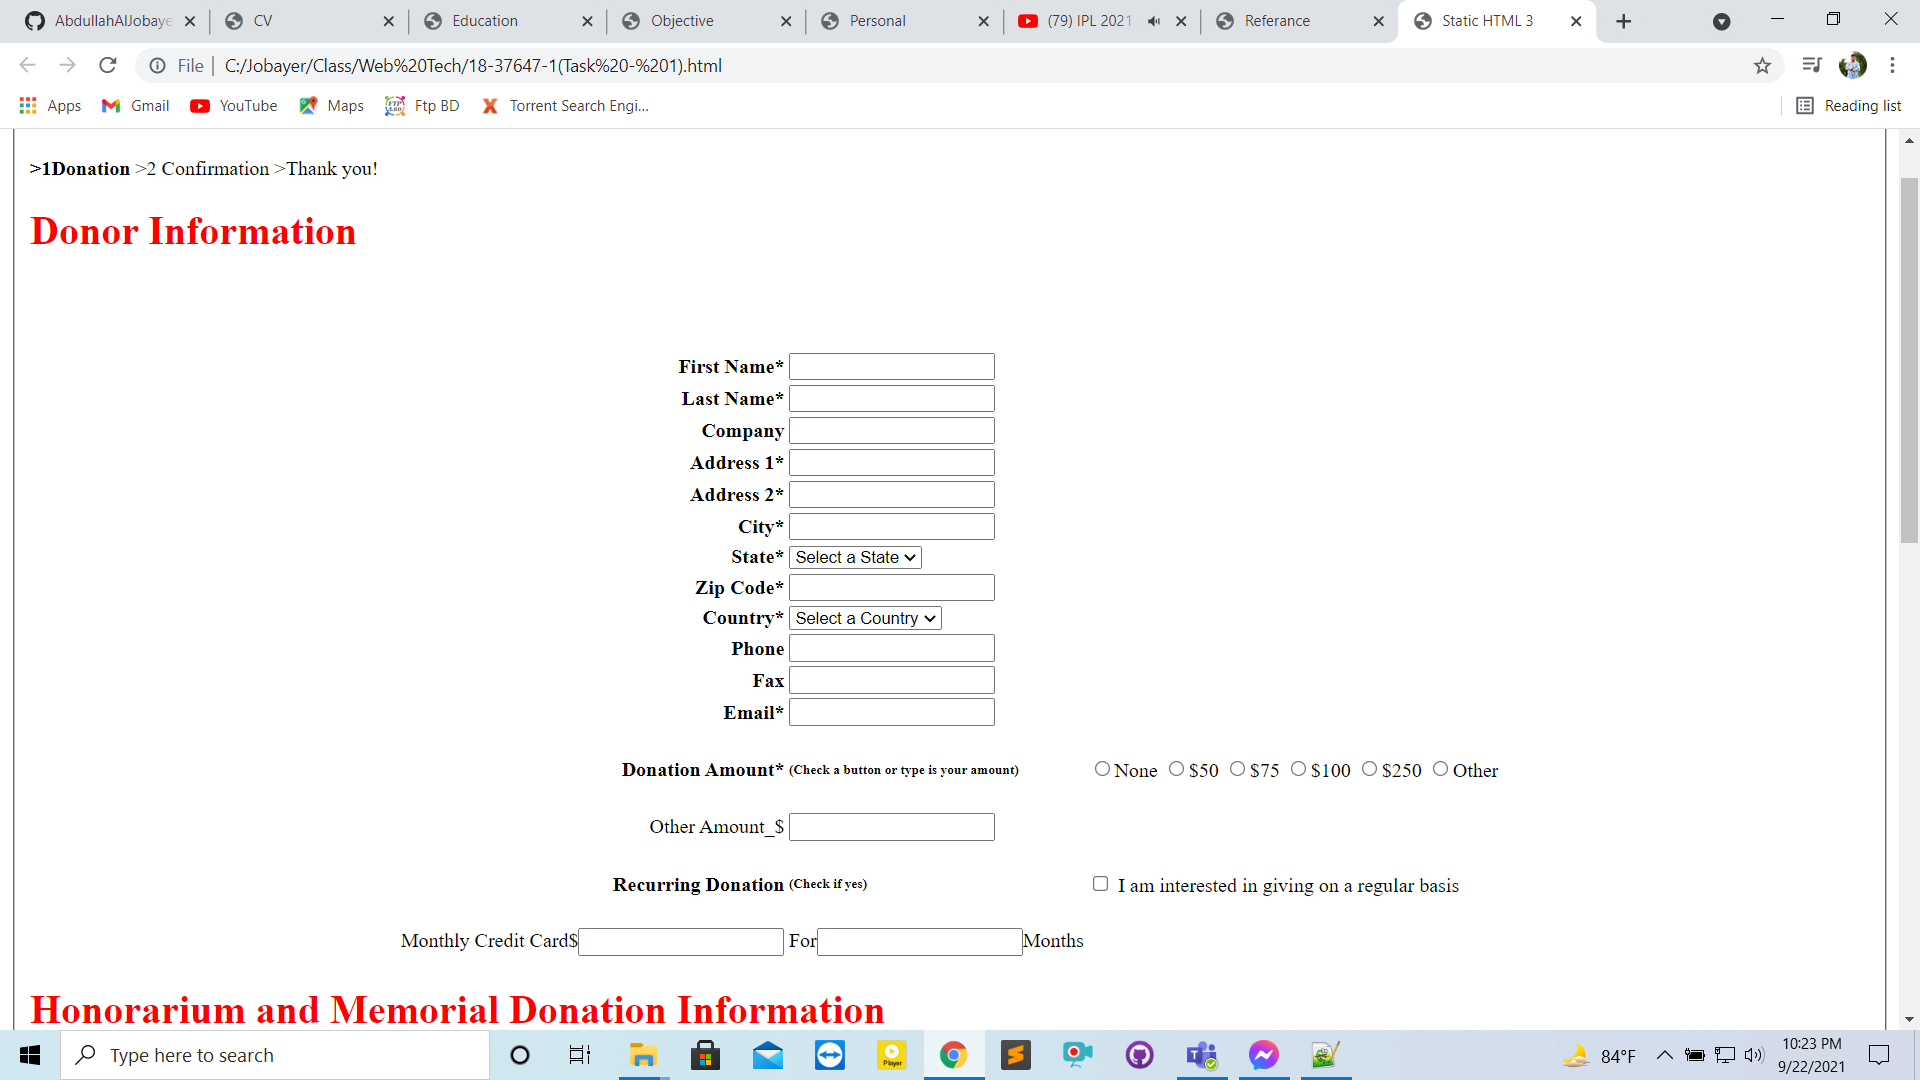 AbdullahAlJobaye
CV
Education
Objective
Personal
(79) IPL 2021
Referance
Static HTML 3
File | C:/Jobayer/Class/Web%20Tech/18-37647-1(Task%20-%201).html
Apps
Gmail
YouTube
Maps
Ftp BD
Torrent Search Engi...
Reading list
>1Donation >2 Confirmation >Thank you!
Donor Information
First Name*
Last Name*
Company
Address 1*
Address 2*
City*
State* Select a State
Zip Code*
Country* Select a Country
Phone
Fax
Email*
Donation Amount* (Check a button or type is your amount) None $50 $75 $100 $250 Other
Other Amount_$
Recurring Donation (Check if yes) I am interested in giving on a regular basis
Monthly Credit Card$ For Months
Honorarium and Memorial Donation Information
Type here to search
84°F
10:23 PM
9/22/2021